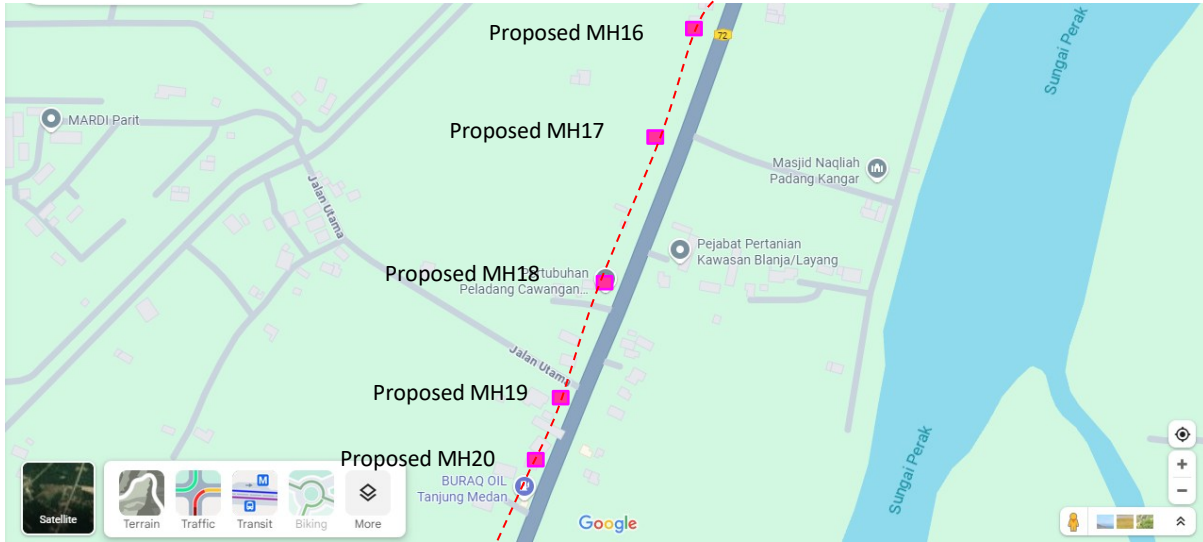 Proposed MH16
72
Sungai Perak
Proposed MH17
MARDI Parit
Masjid Naqliah
Padang Kangar
Jalan Utama
Pejabat Pertanian
Kawasan Blanja/Layang
Proposed MH18
Peladang Cawangan...
Jalan Utama
Proposed MH19
Proposed MH20
BURAQ OIL
Tanjung Medan
Sungai Perak
Satellite
Terrain
Traffic
M
Transit
Biking
More
Google